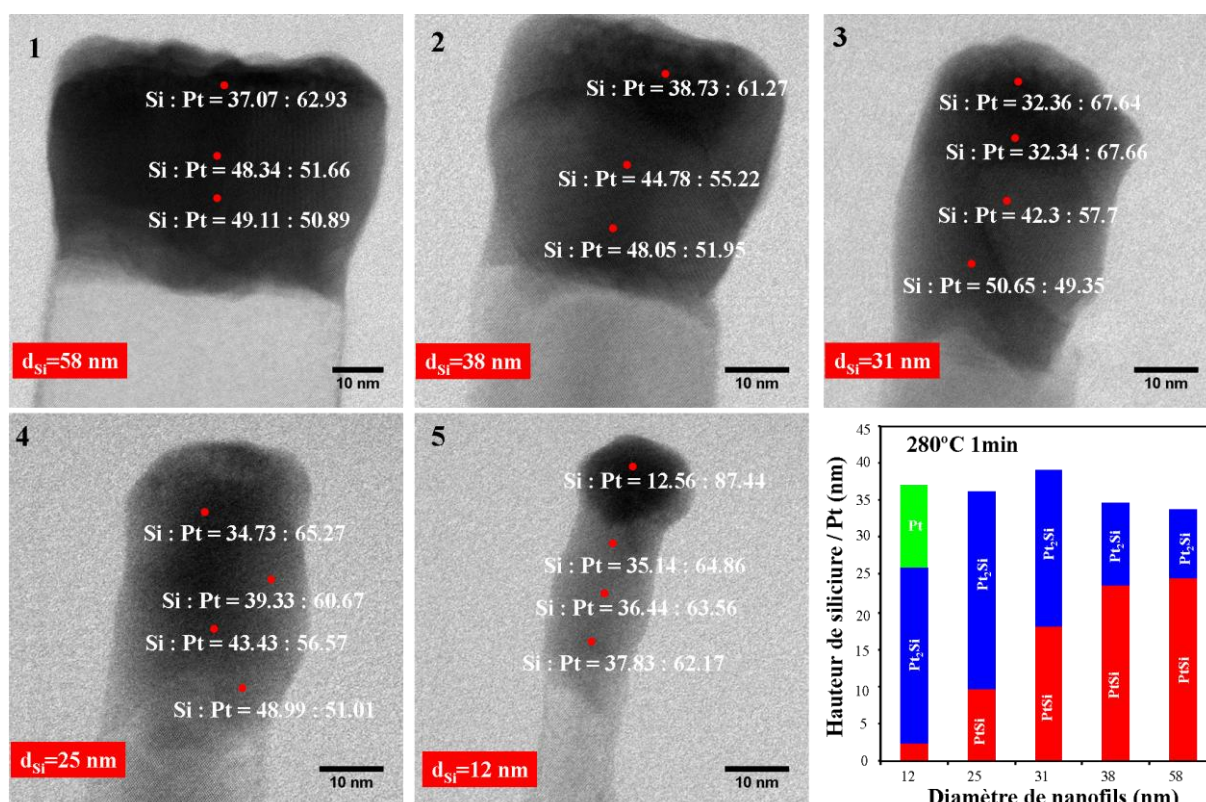 1
Si : Pt = 37.07 : 62.93
Si : Pt = 48.34 : 51.66
Si : Pt = 49.11 : 50.89
d_Si=58 nm
10 nm
2
Si : Pt = 38.73 : 61.27
Si : Pt = 44.78 : 55.22
Si : Pt = 48.05 : 51.95
d_Si=38 nm
10 nm
3
Si : Pt = 32.36 : 67.64
Si : Pt = 32.34 : 67.66
Si : Pt = 42.3 : 57.7
Si : Pt = 50.65 : 49.35
d_Si=31 nm
10 nm
4
Si : Pt = 34.73 : 65.27
Si : Pt = 39.33 : 60.67
Si : Pt = 43.43 : 56.57
Si : Pt = 48.99 : 51.01
d_Si=25 nm
10 nm
5
Si : Pt = 12.56 : 87.44
Si : Pt = 35.14 : 64.86
Si : Pt = 36.44 : 63.56
Si : Pt = 37.83 : 62.17
d_Si=12 nm
10 nm
280ºC 1min
Hauteur de siliciure / Pt (nm)
45
40
35
30
25
20
15
10
5
0
Pt
Pt₂Si
Pt₂Si
PtSi
Pt₂Si
PtSi
Pt₂Si
PtSi
Pt₂Si
PtSi
12 25 31 38 58
Diamètre de nanofils (nm)